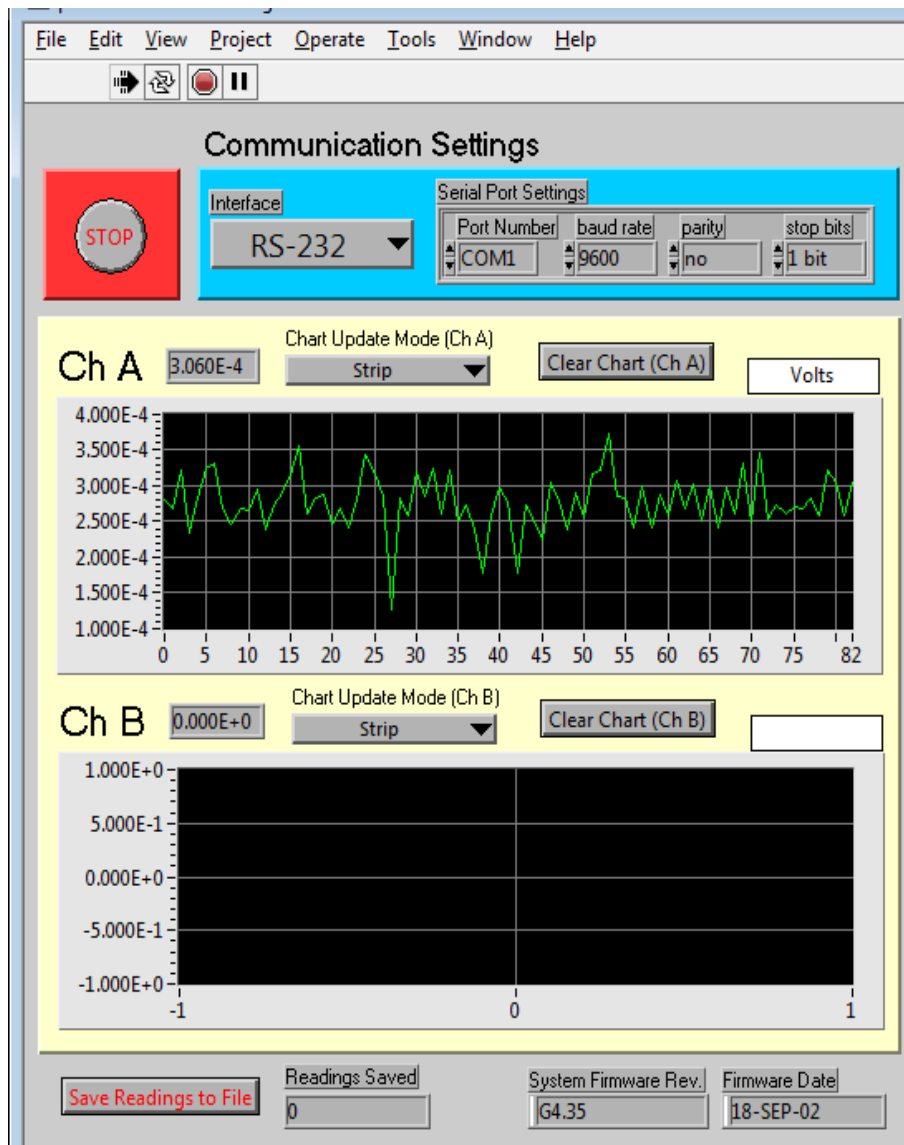 File Edit View Project Operate Tools Window Help
Communication Settings
STOP
Interface
RS-232
Serial Port Settings
Port Number baud rate parity stop bits
COM1 9600 no 1 bit
Ch A
3.060E-4
Chart Update Mode (Ch A)
Strip
Clear Chart (Ch A)
Volts
4.000E-4
3.500E-4
3.000E-4
2.500E-4
2.000E-4
1.500E-4
1.000E-4
0 5 10 15 20 25 30 35 40 45 50 55 60 65 70 75 82
Ch B
0.000E+0
Chart Update Mode (Ch B)
Strip
Clear Chart (Ch B)
1.000E+0
5.000E-1
0.000E+0
-5.000E-1
-1.000E+0
-1 0 1
Save Readings to File
Readings Saved
0
System Firmware Rev.
G4.35
Firmware Date
18-SEP-02